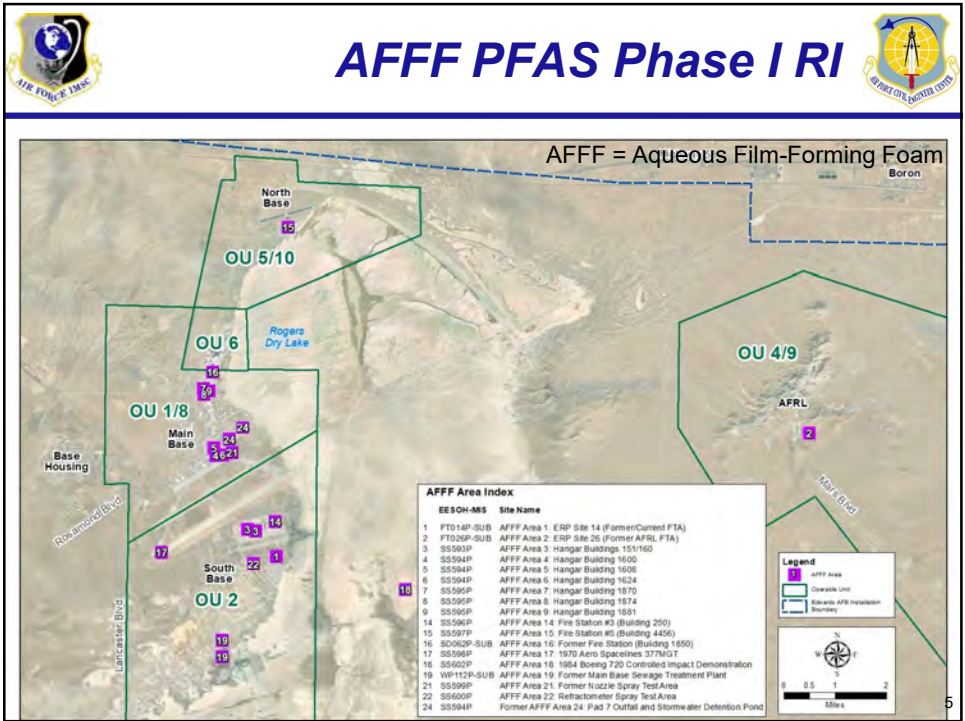 AFFF PFAS Phase I RI
AIR FORCE IMSC
AIR FORCE CIVIL ENGINEER CENTER
AFFF = Aqueous Film-Forming Foam
Boron
North
Base
15
OU 5/10
Rogers
Dry Lake
OU 6
16
7
9
8
OU 1/8
OU 4/9
AFRL
2
Main
Base
24
24
5
4 6 21
Base
Housing
Rosamond Blvd
Mars Blvd
3 3 14
17
22 1
South
Base
OU 2
18
19
19
Lancaster Blvd
AFFF Area Index
EESOH-MIS Site Name
1 FT014P-SUB AFFF Area 1: ERP Site 14 (Former/Current FTA)
2 FT026P-SUB AFFF Area 2: ERP Site 26 (Former AFRL FTA)
3 SS593P AFFF Area 3: Hangar Buildings 151/160
4 SS594P AFFF Area 4: Hangar Building 1600
5 SS594P AFFF Area 5: Hangar Building 1608
6 SS594P AFFF Area 6: Hangar Building 1624
7 SS595P AFFF Area 7: Hangar Building 1870
8 SS595P AFFF Area 8: Hangar Building 1874
9 SS595P AFFF Area 9: Hangar Building 1881
14 SS596P AFFF Area 14: Fire Station #3 (Building 250)
15 SS597P AFFF Area 15: Fire Station #5 (Building 4456)
16 SD062P-SUB AFFF Area 16: Former Fire Station (Building 1850)
17 SS598P AFFF Area 17: 1970 Aero Spacelines 377MGT
18 SS602P AFFF Area 18: 1984 Boeing 720 Controlled Impact Demonstration
19 WP112P-SUB AFFF Area 19: Former Main Base Sewage Treatment Plant
21 SS599P AFFF Area 21: Former Nozzle Spray Test Area
22 SS600P AFFF Area 22: Refractometer Spray Test Area
24 SS594P Former AFFF Area 24: Pad 7 Outfall and Stormwater Detention Pond
Legend
1 AFFF Area
Operable Unit
Edwards AFB Installation
Boundary
N
W E
S
0 0.5 1 2
Miles
5